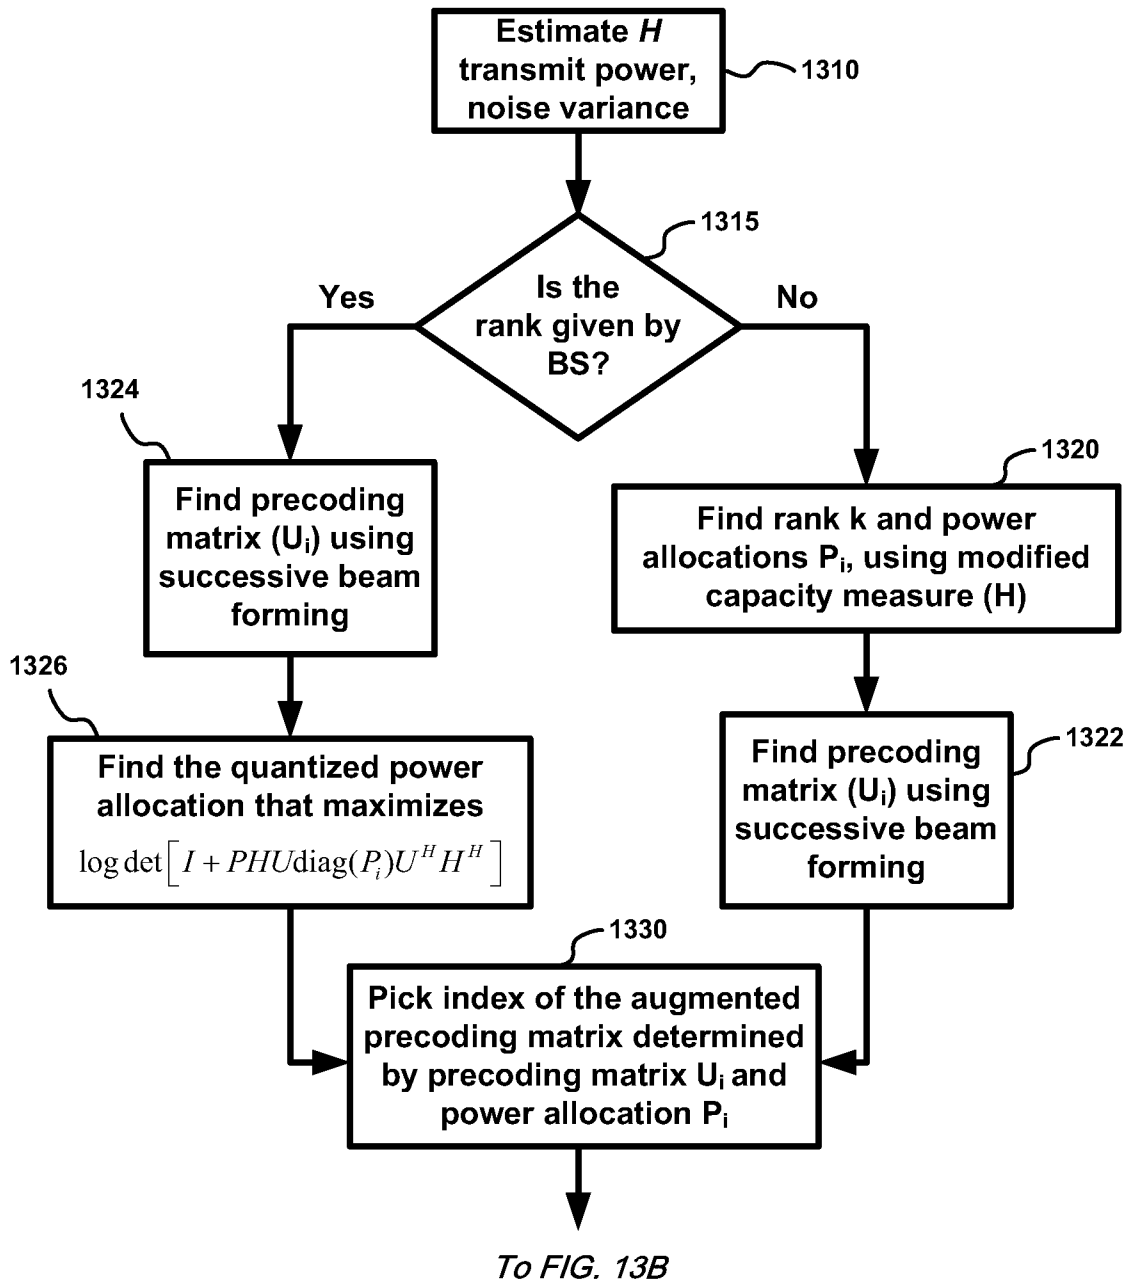 Estimate H
transmit power,
noise variance
1310
1315
Is the
rank given by
BS?
Yes
No
1324
Find precoding
matrix (Ui) using
successive beam
forming
1320
Find rank k and power
allocations Pi, using modified
capacity measure (H)
1326
Find the quantized power
allocation that maximizes
log det[I + PHUdiag(Pi)U^H H^H]
1322
Find precoding
matrix (Ui) using
successive beam
forming
1330
Pick index of the augmented
precoding matrix determined
by precoding matrix Ui and
power allocation Pi
To FIG. 13B